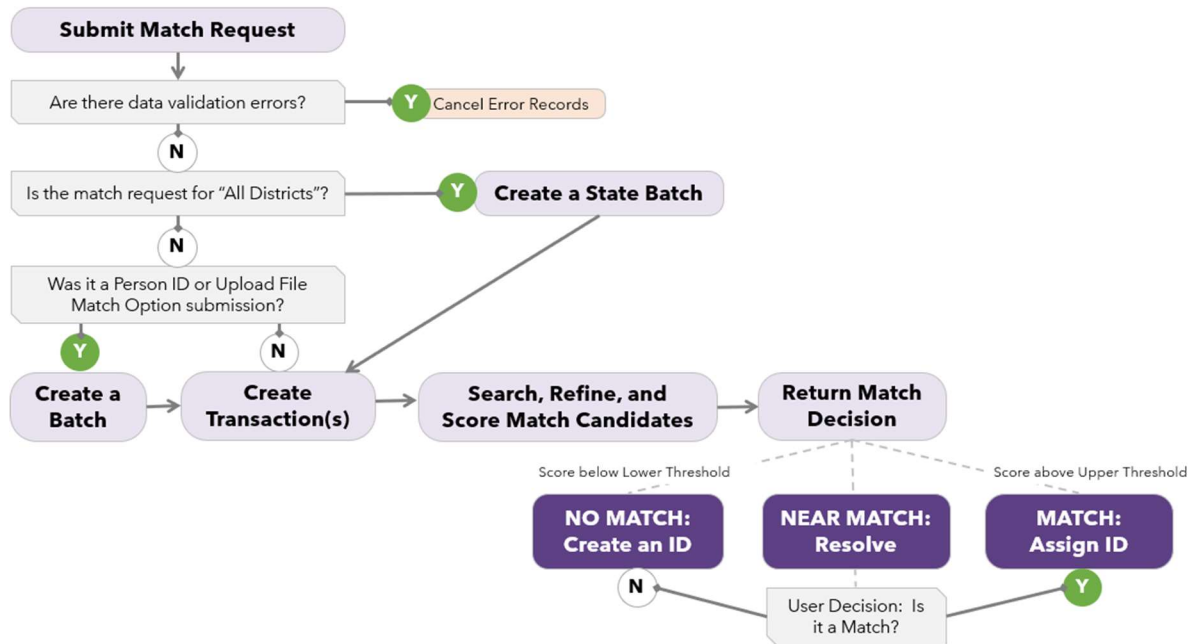 Submit Match Request
Are there data validation errors?
Y
Cancel Error Records
N
Is the match request for “All Districts”?
Y
Create a State Batch
N
Was it a Person ID or Upload File
Match Option submission?
Y
N
Create a
Batch
Create
Transaction(s)
Search, Refine, and
Score Match Candidates
Return Match
Decision
Score below Lower Threshold
Score above Upper Threshold
NO MATCH:
Create an ID
NEAR MATCH:
Resolve
MATCH:
Assign ID
N
User Decision: Is
it a Match?
Y